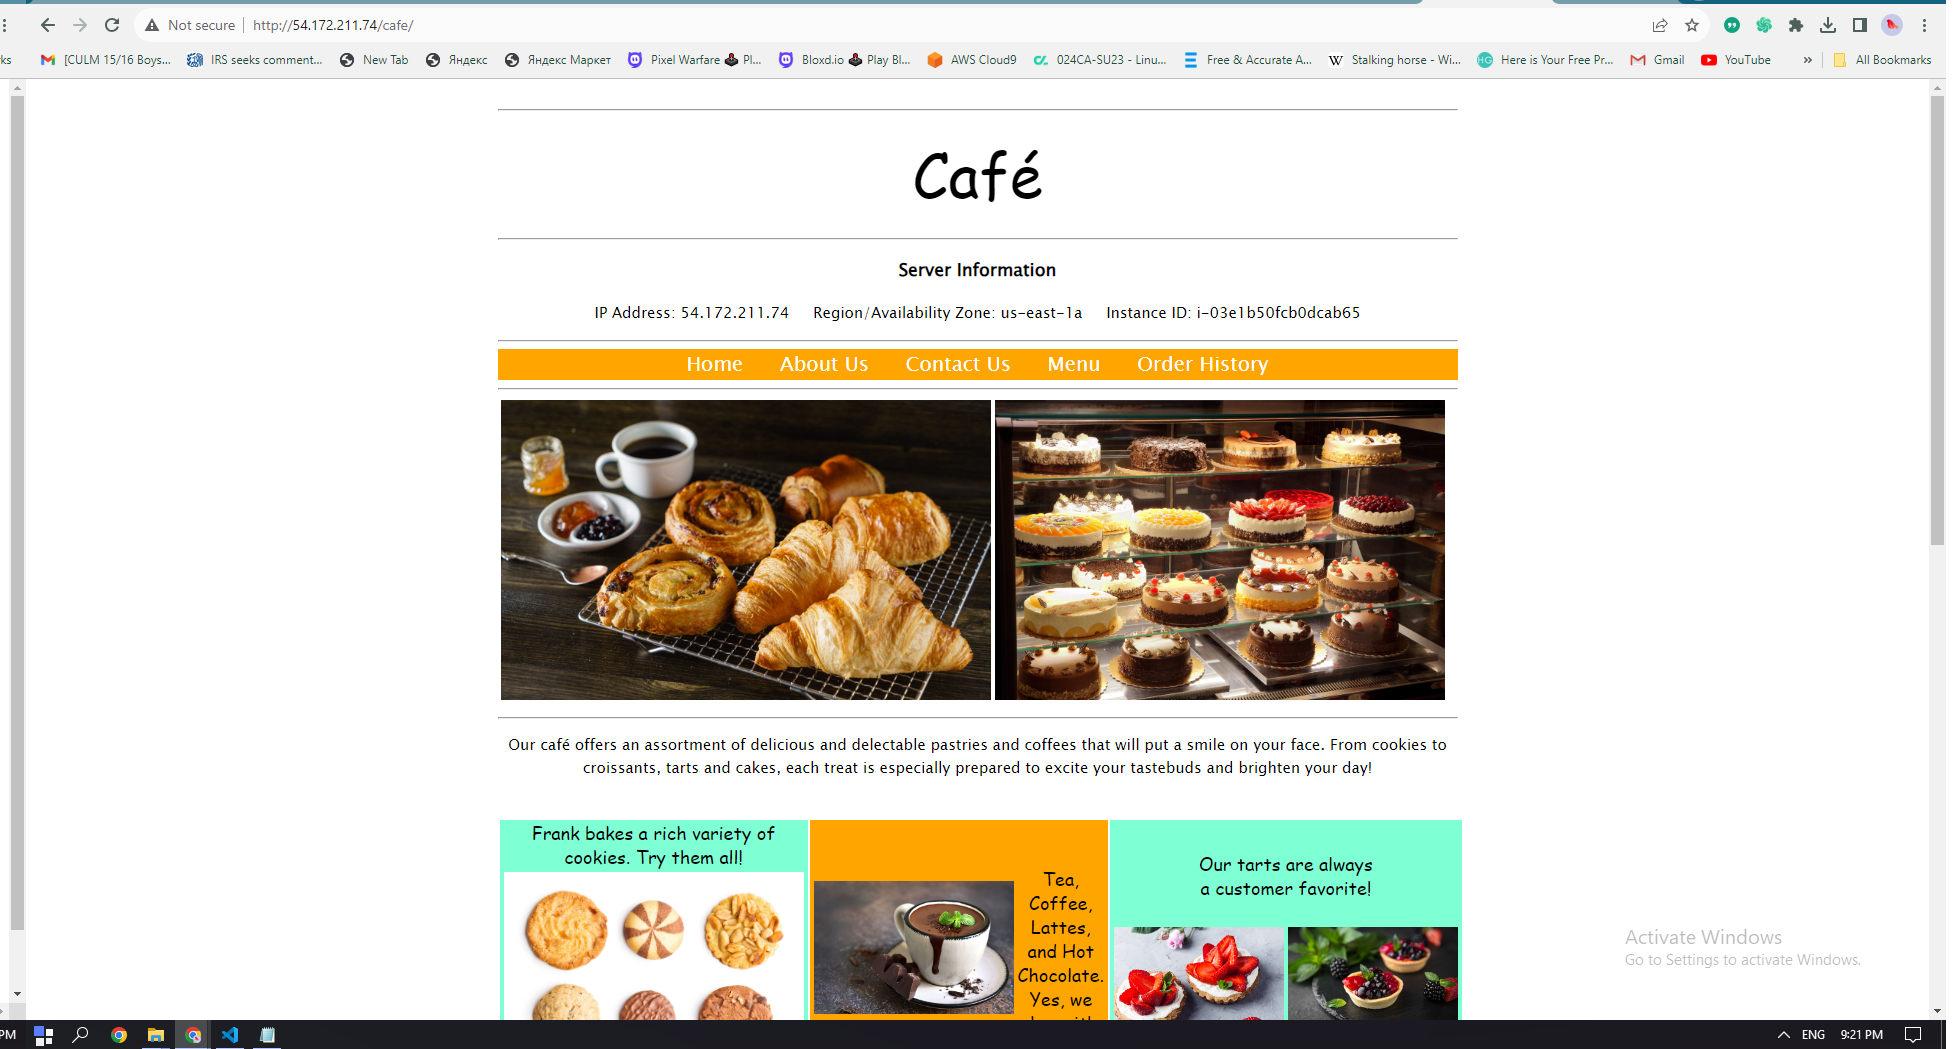 Not secure http://54.172.211.74/cafe/
ks [CULM 15/16 Boys... IRS seeks comment... New Tab Яндекс Яндекс Маркет Pixel Warfare Pl... Bloxd.io Play Bl... AWS Cloud9 024CA-SU23 - Linu... Free & Accurate A... Stalking horse - Wi... Here is Your Free Pr... Gmail YouTube » All Bookmarks
Café
Server Information
IP Address: 54.172.211.74 Region/Availability Zone: us-east-1a Instance ID: i-03e1b50fcb0dcab65
Home About Us Contact Us Menu Order History
Our café offers an assortment of delicious and delectable pastries and coffees that will put a smile on your face. From cookies to
croissants, tarts and cakes, each treat is especially prepared to excite your tastebuds and brighten your day!
Frank bakes a rich variety of
cookies. Try them all!
Tea,
Coffee,
Lattes,
and Hot
Chocolate.
Yes, we
Our tarts are always
a customer favorite!
Activate Windows
Go to Settings to activate Windows.
PM ENG 9:21 PM